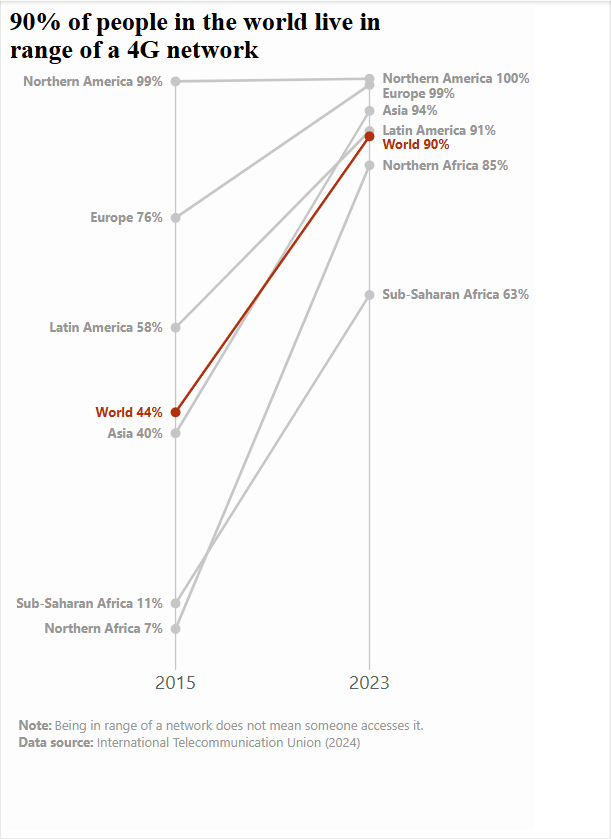 90% of people in the world live in
range of a 4G network
Northern America 99%
Northern America 100%
Europe 99%
Asia 94%
Latin America 91%
World 90%
Northern Africa 85%
Europe 76%
Sub-Saharan Africa 63%
Latin America 58%
World 44%
Asia 40%
Sub-Saharan Africa 11%
Northern Africa 7%
2015
2023
Note: Being in range of a network does not mean someone accesses it.
Data source: International Telecommunication Union (2024)